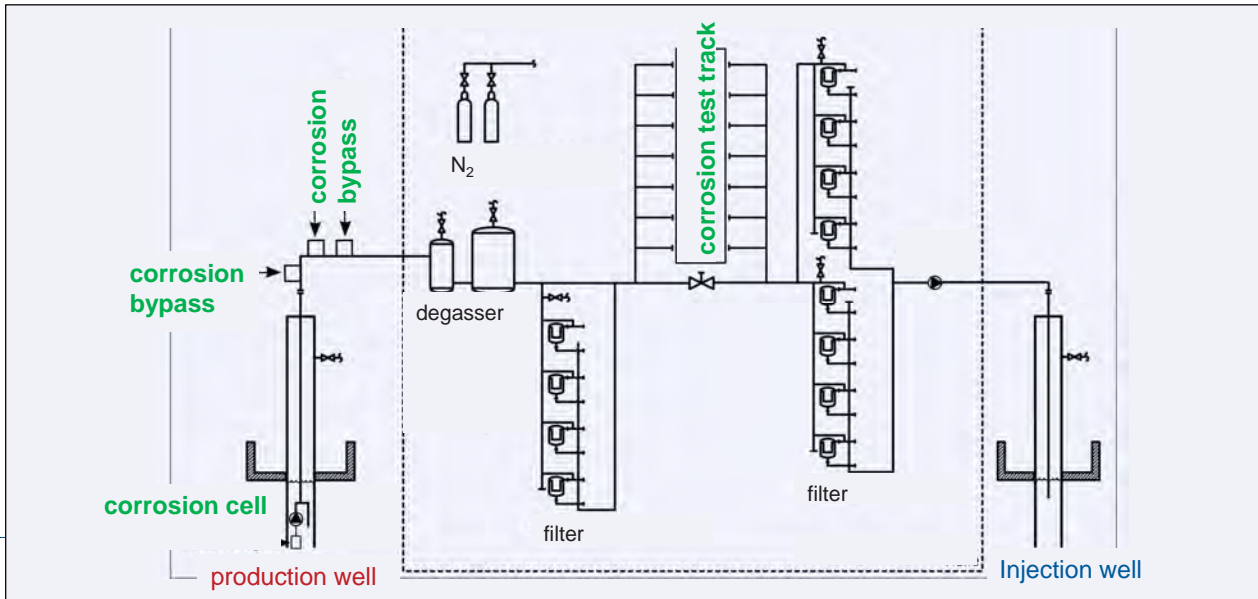 N2
corrosion
bypass
corrosion test track
corrosion
bypass
degasser
filter
filter
corrosion cell
production well
Injection well